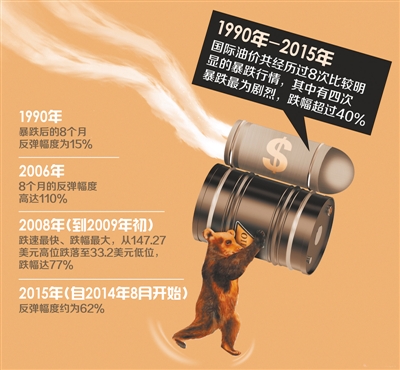 1990年-2015年
国际油价共经历过8次比较明
显的暴跌行情，其中有四次
暴跌最为剧烈，跌幅超过40%
$
1990年
暴跌后的8个月
反弹幅度为15%
2006年
8个月的反弹幅度
高达110%
2008年(到2009年初)
跌速最快、跌幅最大，从147.27
美元高位跌落至33.2美元低位，
跌幅达77%
2015年(自2014年8月开始)
反弹幅度约为62%